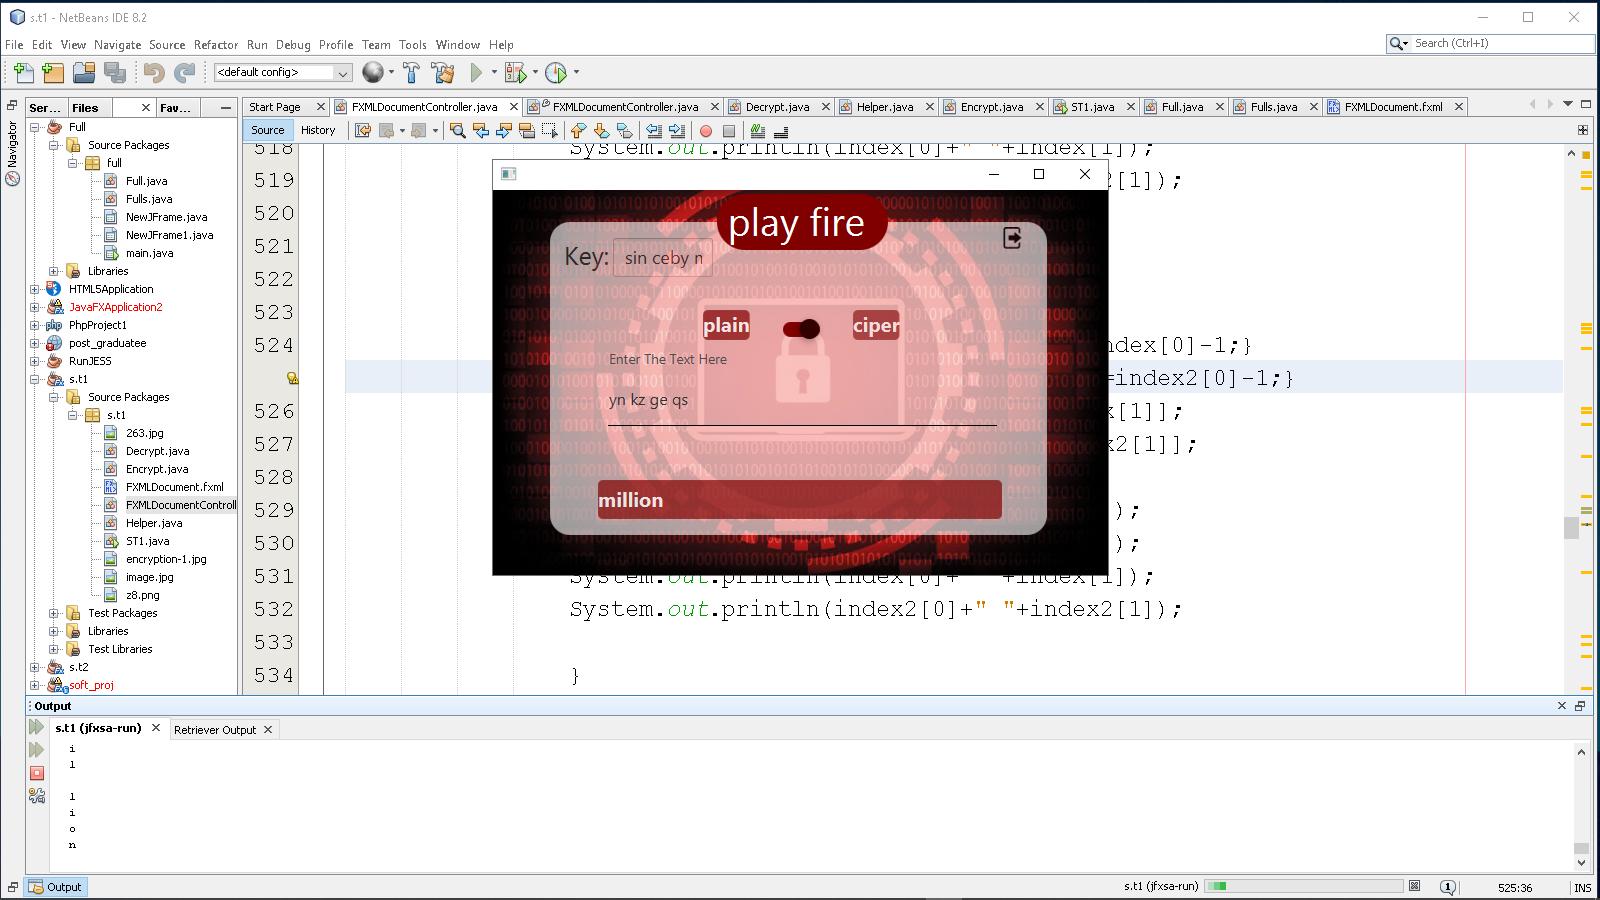 s.t1 - NetBeans IDE 8.2
File Edit View Navigate Source Refactor Run Debug Profile Team Tools Window Help
Search (Ctrl+I)
<default config>
Navigator
Ser... Files Fav...
Full
Source Packages
full
Full.java
Fulls.java
NewJFrame.java
NewJFrame1.java
main.java
Libraries
HTML5Application
JavaFXApplication2
PhpProject1
post_graduatee
RunJESS
s.t1
Source Packages
s.t1
263.jpg
Decrypt.java
Encrypt.java
FXMLDocument.fxml
FXMLDocumentControll
Helper.java
ST1.java
encryption-1.jpg
image.jpg
z8.png
Test Packages
Libraries
Test Libraries
s.t2
soft_proj
Start Page FXMLDocumentController.java FXMLDocumentController.java Decrypt.java Helper.java Encrypt.java ST1.java Full.java Fulls.java FXMLDocument.fxml
Source History
518 System.out.println(index[0]+" "+index[1]);
519 2[1]);
520
521
522
523
524 ndex[0]-1;}
=index2[0]-1;}
526 x[1]];
527 x2[1]];
528
529 );
530 );
531 System.out.println(index[0]+" "+index[1]);
532 System.out.println(index2[0]+" "+index2[1]);
533
534 }
play fire
Key: sin ceby n
plain ciper
Enter The Text Here
yn kz ge qs
million
Output
s.t1 (jfxsa-run) Retriever Output
i
l
l
i
o
n
Output
s.t1 (jfxsa-run) 1 525:36 INS